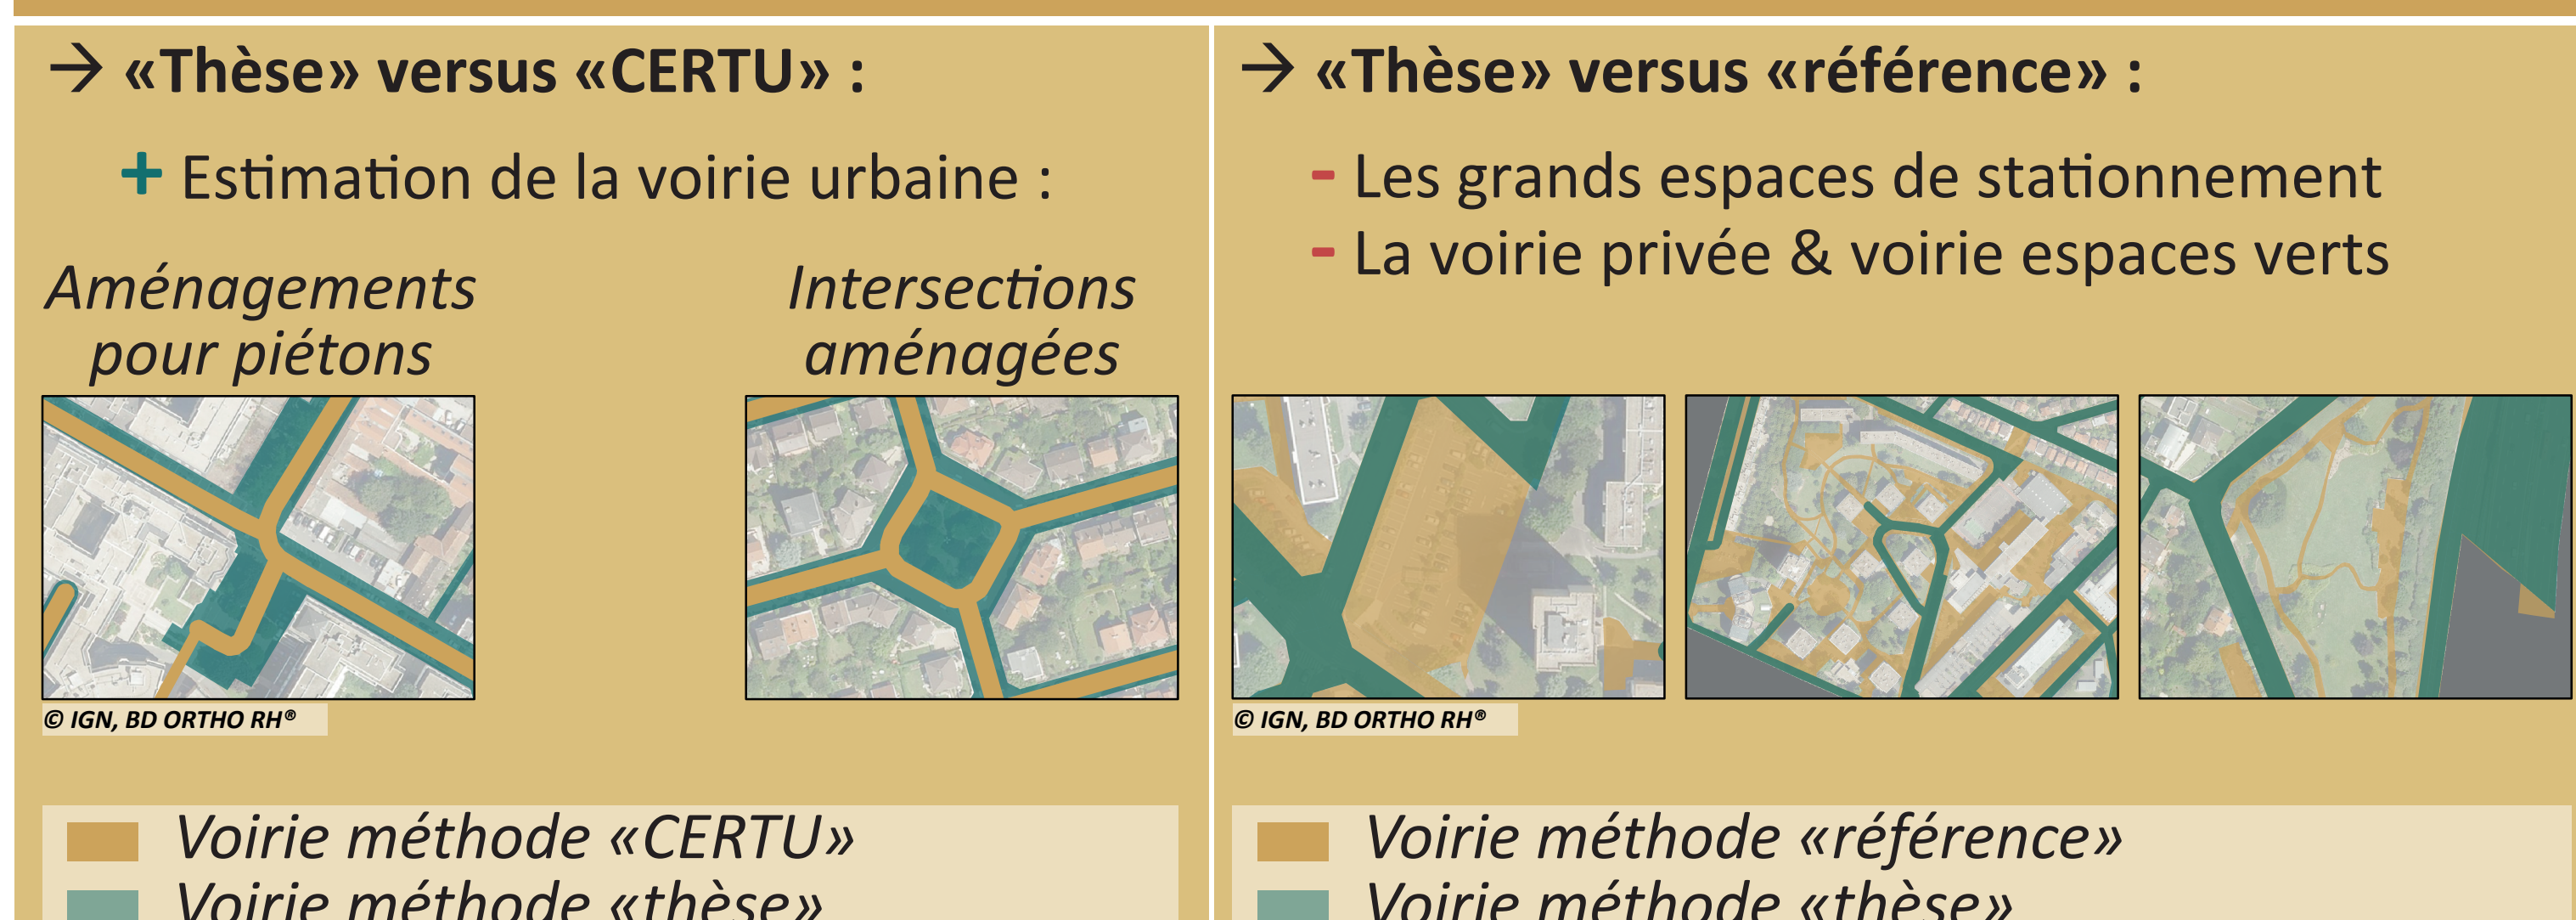 → «Thèse» versus «CERTU» :
+ Estimation de la voirie urbaine :
Aménagements
pour piétons
Intersections
aménagées
© IGN, BD ORTHO RH®
Voirie méthode «CERTU»
Voirie méthode «thèse»
→ «Thèse» versus «référence» :
- Les grands espaces de stationnement
- La voirie privée & voirie espaces verts
© IGN, BD ORTHO RH®
Voirie méthode «référence»
Voirie méthode «thèse»